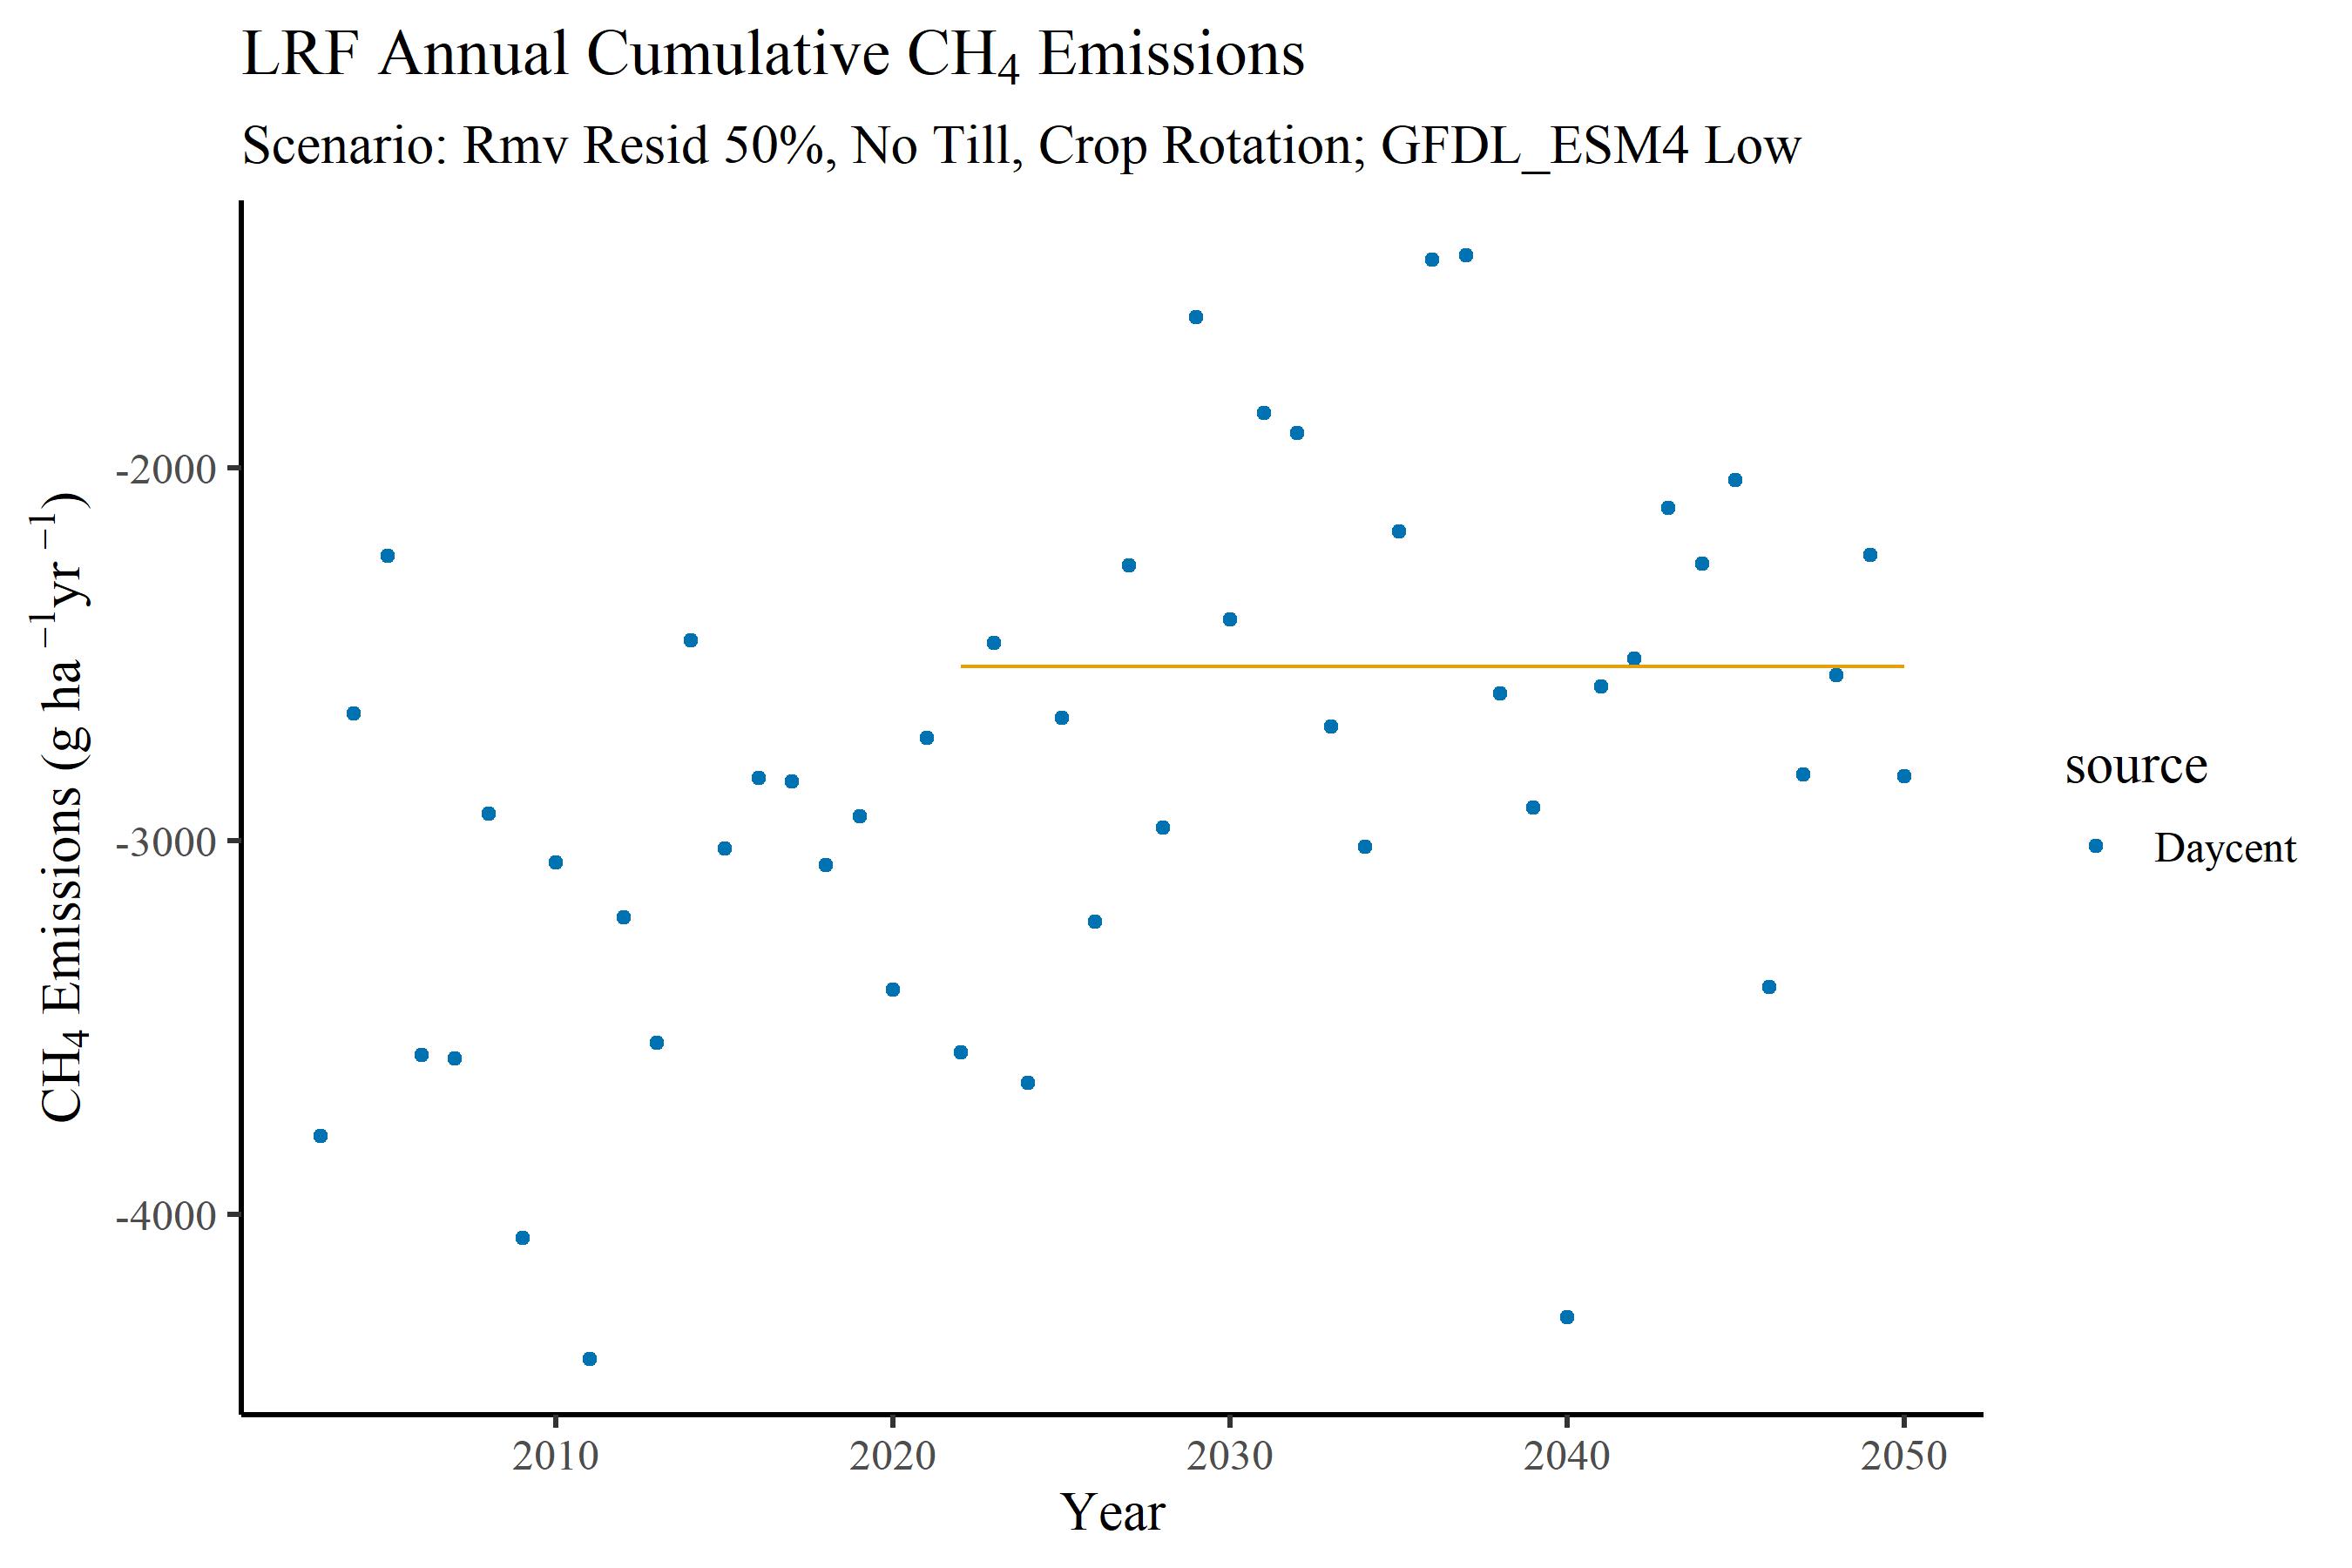 LRF Annual Cumulative CH₄ Emissions
Scenario: Rmv Resid 50%, No Till, Crop Rotation; GFDL_ESM4 Low
CH₄ Emissions (g ha ⁻¹yr ⁻¹)
-2000
-3000
-4000
2010 2020 2030 2040 2050
Year
source
Daycent